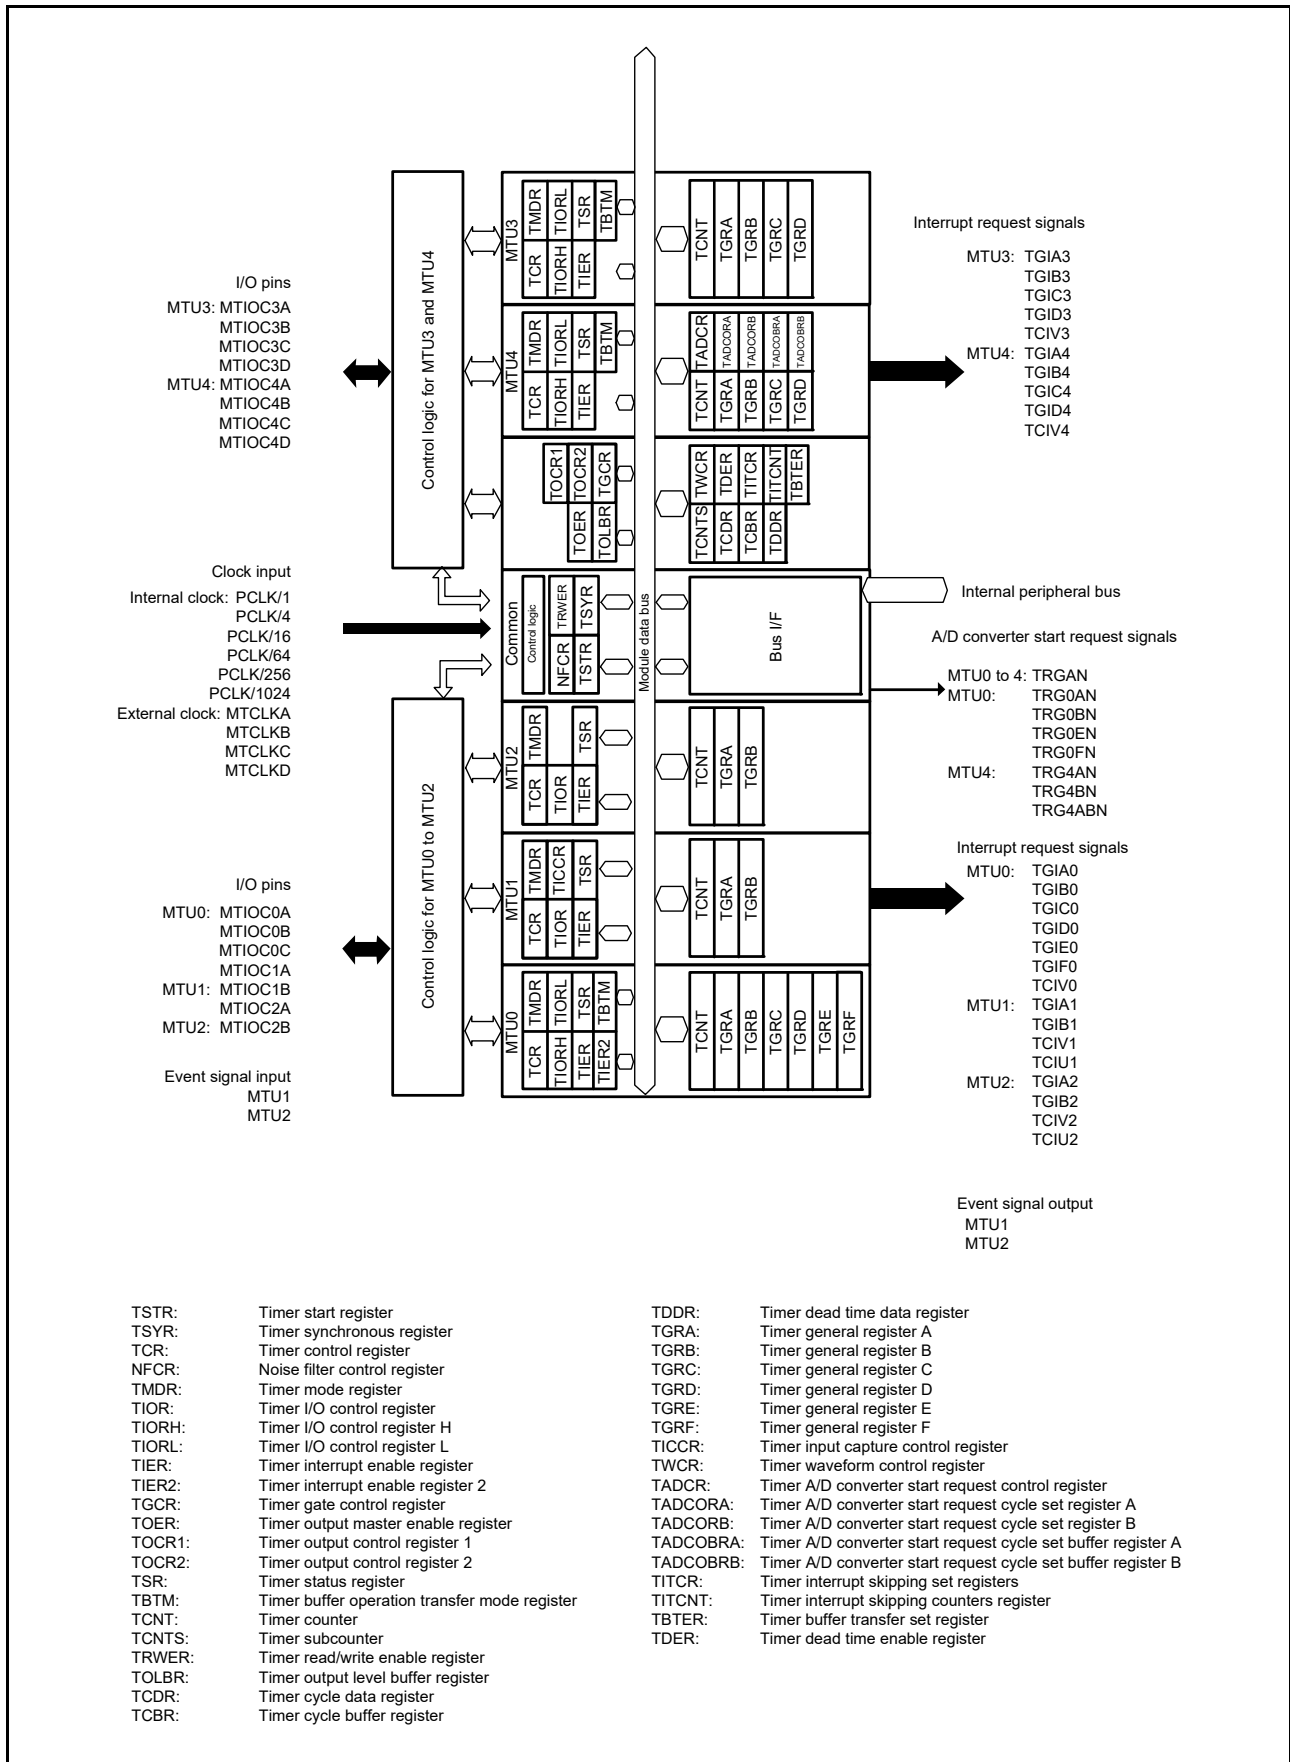 I/O pins
MTU3: MTIOC3A
MTIOC3B
MTIOC3C
MTIOC3D
MTU4: MTIOC4A
MTIOC4B
MTIOC4C
MTIOC4D
Clock input
Internal clock: PCLK/1
PCLK/4
PCLK/16
PCLK/64
PCLK/256
PCLK/1024
External clock: MTCLKA
MTCLKB
MTCLKC
MTCLKD
I/O pins
MTU0: MTIOC0A
MTIOC0B
MTIOC0C
MTIOC1A
MTU1: MTIOC1B
MTIOC2A
MTU2: MTIOC2B
Event signal input
MTU1
MTU2
Control logic for MTU3 and MTU4
Control logic for MTU0 to MTU2
MTU3
TCR
TMDR
TIORH
TIORL
TIER
TSR
TBTM
TCNT
TGRA
TGRB
TGRC
TGRD
MTU4
TCR
TMDR
TIORH
TIORL
TIER
TSR
TBTM
TCNT
TADCR
TGRA
TADCORA
TGRB
TADCORB
TGRC
TADCOBRA
TGRD
TADCOBRB
TOCR1
TOER
TOCR2
TOLBR
TGCR
TCNTS
TWCR
TCDR
TDER
TCBR
TITCR
TDDR
TITCNT
TBTER
Common
Control logic
NFCR
TRWER
TSTR
TSYR
Module data bus
Bus I/F
MTU2
TCR
TMDR
TIOR
TIER
TSR
TCNT
TGRA
TGRB
MTU1
TCR
TMDR
TIOR
TICCR
TIER
TSR
TCNT
TGRA
TGRB
MTU0
TCR
TMDR
TIORH
TIORL
TIER
TSR
TIER2
TBTM
TCNT
TGRA
TGRB
TGRC
TGRD
TGRE
TGRF
Interrupt request signals
MTU3: TGIA3
TGIB3
TGIC3
TGID3
TCIV3
MTU4: TGIA4
TGIB4
TGIC4
TGID4
TCIV4
Internal peripheral bus
A/D converter start request signals
MTU0 to 4: TRGAN
MTU0: TRG0AN
TRG0BN
TRG0EN
TRG0FN
MTU4: TRG4AN
TRG4BN
TRG4ABN
Interrupt request signals
MTU0: TGIA0
TGIB0
TGIC0
TGID0
TGIE0
TGIF0
TCIV0
MTU1: TGIA1
TGIB1
TCIV1
TCIU1
MTU2: TGIA2
TGIB2
TCIV2
TCIU2
Event signal output
MTU1
MTU2
TSTR: Timer start register
TSYR: Timer synchronous register
TCR: Timer control register
NFCR: Noise filter control register
TMDR: Timer mode register
TIOR: Timer I/O control register
TIORH: Timer I/O control register H
TIORL: Timer I/O control register L
TIER: Timer interrupt enable register
TIER2: Timer interrupt enable register 2
TGCR: Timer gate control register
TOER: Timer output master enable register
TOCR1: Timer output control register 1
TOCR2: Timer output control register 2
TSR: Timer status register
TBTM: Timer buffer operation transfer mode register
TCNT: Timer counter
TCNTS: Timer subcounter
TRWER: Timer read/write enable register
TOLBR: Timer output level buffer register
TCDR: Timer cycle data register
TCBR: Timer cycle buffer register
TDDR: Timer dead time data register
TGRA: Timer general register A
TGRB: Timer general register B
TGRC: Timer general register C
TGRD: Timer general register D
TGRE: Timer general register E
TGRF: Timer general register F
TICCR: Timer input capture control register
TWCR: Timer waveform control register
TADCR: Timer A/D converter start request control register
TADCORA: Timer A/D converter start request cycle set register A
TADCORB: Timer A/D converter start request cycle set register B
TADCOBRA: Timer A/D converter start request cycle set buffer register A
TADCOBRB: Timer A/D converter start request cycle set buffer register B
TITCR: Timer interrupt skipping set registers
TITCNT: Timer interrupt skipping counters register
TBTER: Timer buffer transfer set register
TDER: Timer dead time enable register